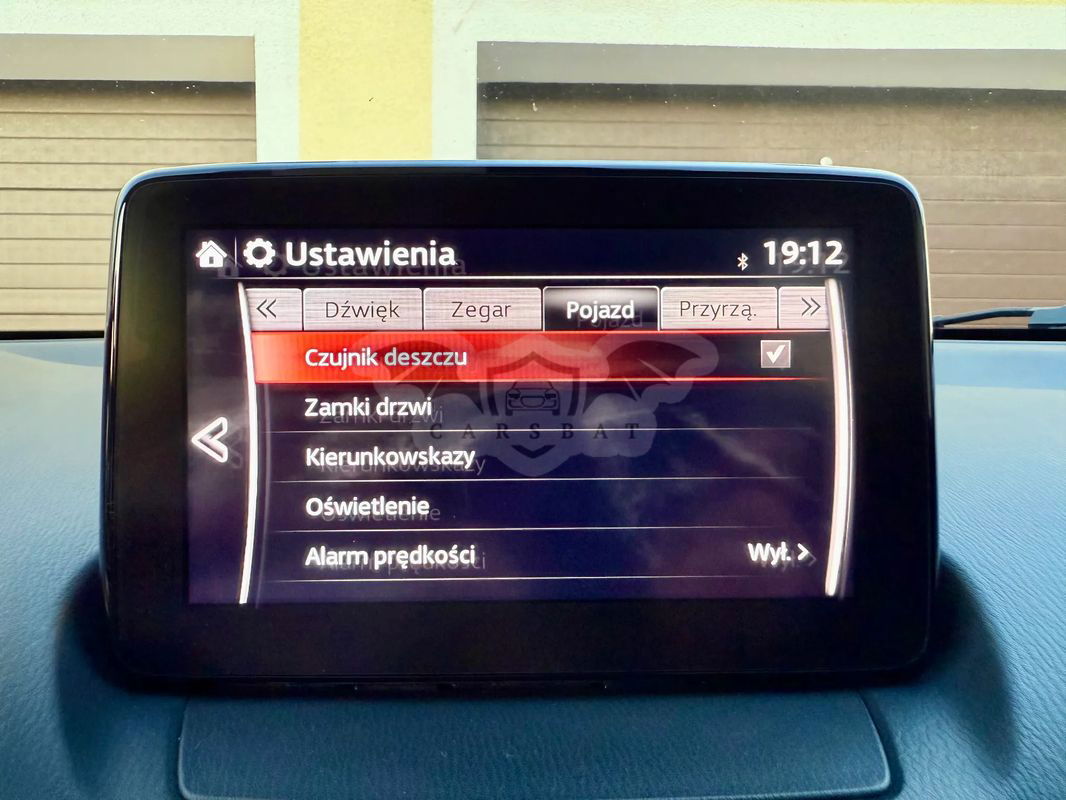 Ustawienia 19:12
« Dźwięk Zegar Pojazd Przyrzą. »
Czujnik deszczu
CARSBAT
Zamki drzwi
Kierunkowskazy
Oświetlenie
Alarm prędkości Wył. >